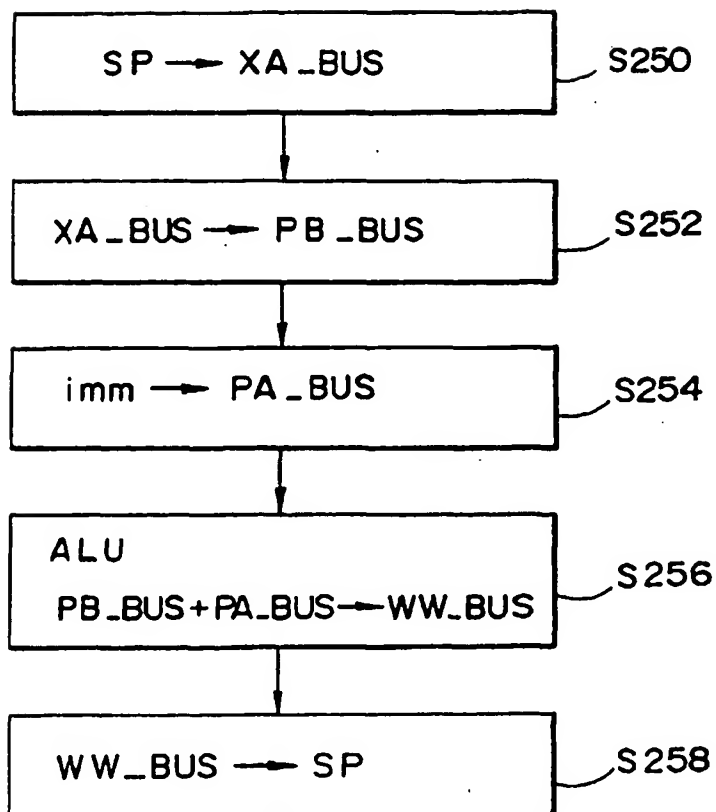 SP → XA_BUS
S250
XA_BUS → PB_BUS
S252
imm → PA_BUS
S254
ALU
PB_BUS+PA_BUS→WW_BUS
S256
WW_BUS → SP
S258